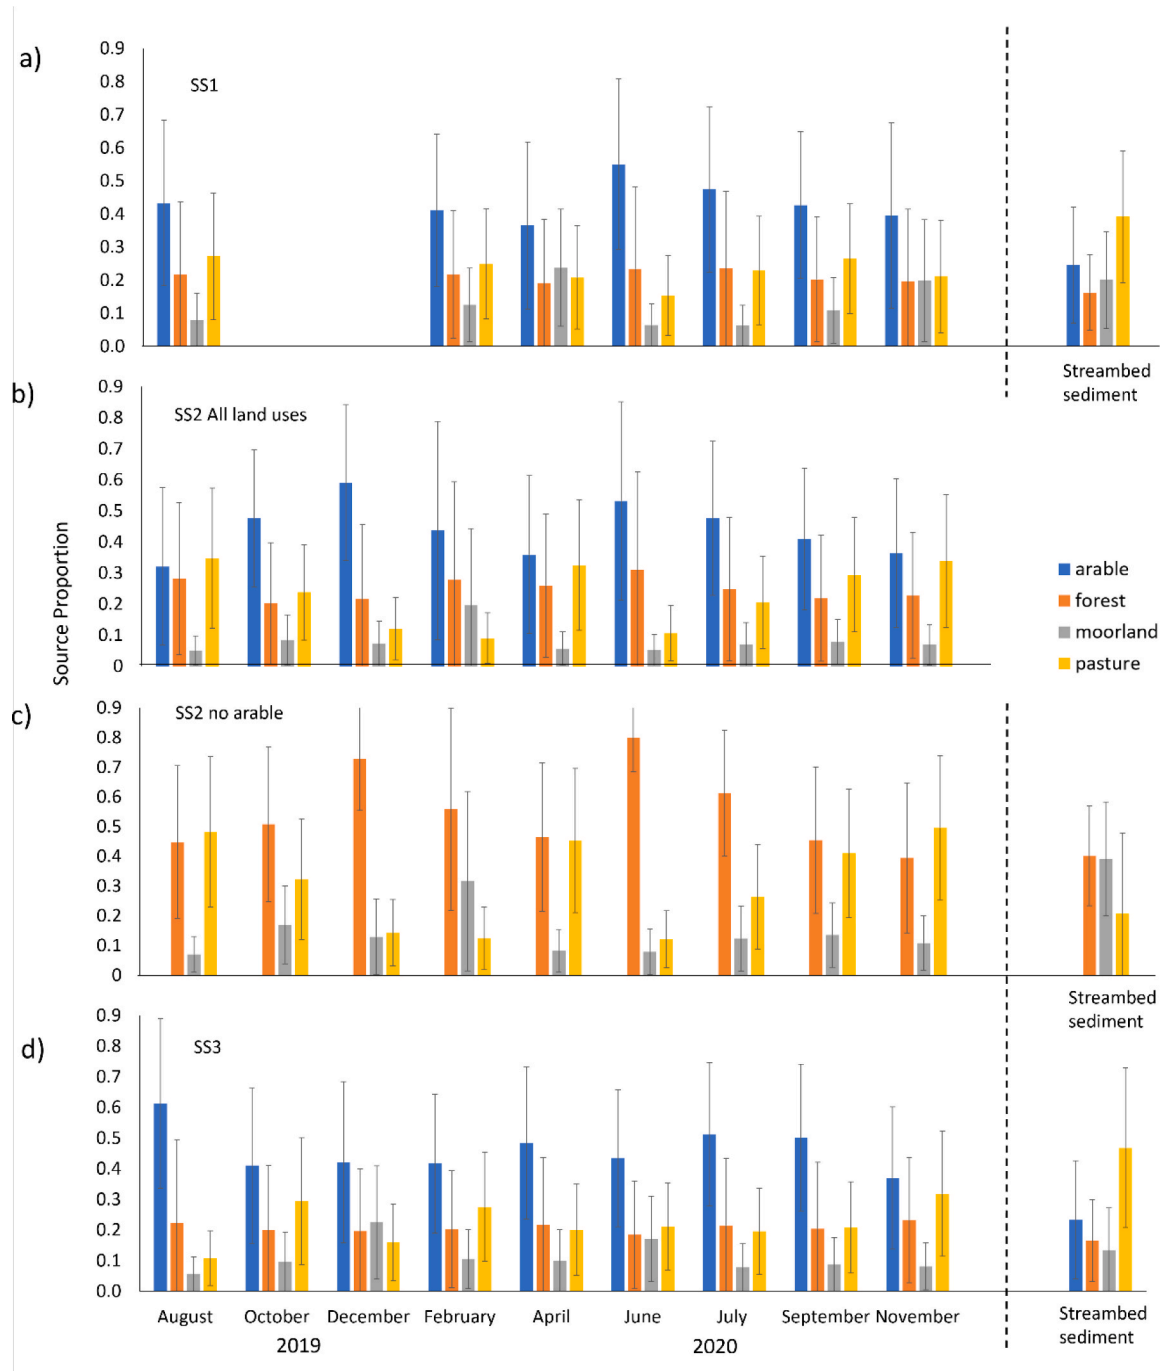 a)
SS1
0.9
0.8
0.7
0.6
0.5
0.4
0.3
0.2
0.1
0.0
Streambed
sediment
b)
SS2 All land uses
0.9
0.8
0.7
0.6
0.5
0.4
0.3
0.2
0.1
0
Source Proportion
arable
forest
moorland
pasture
c)
SS2 no arable
0.9
0.8
0.7
0.6
0.5
0.4
0.3
0.2
0.1
0
Streambed
sediment
d)
SS3
0.9
0.8
0.7
0.6
0.5
0.4
0.3
0.2
0.1
0.0
August October December February April June July September November
2019 2020
Streambed
sediment